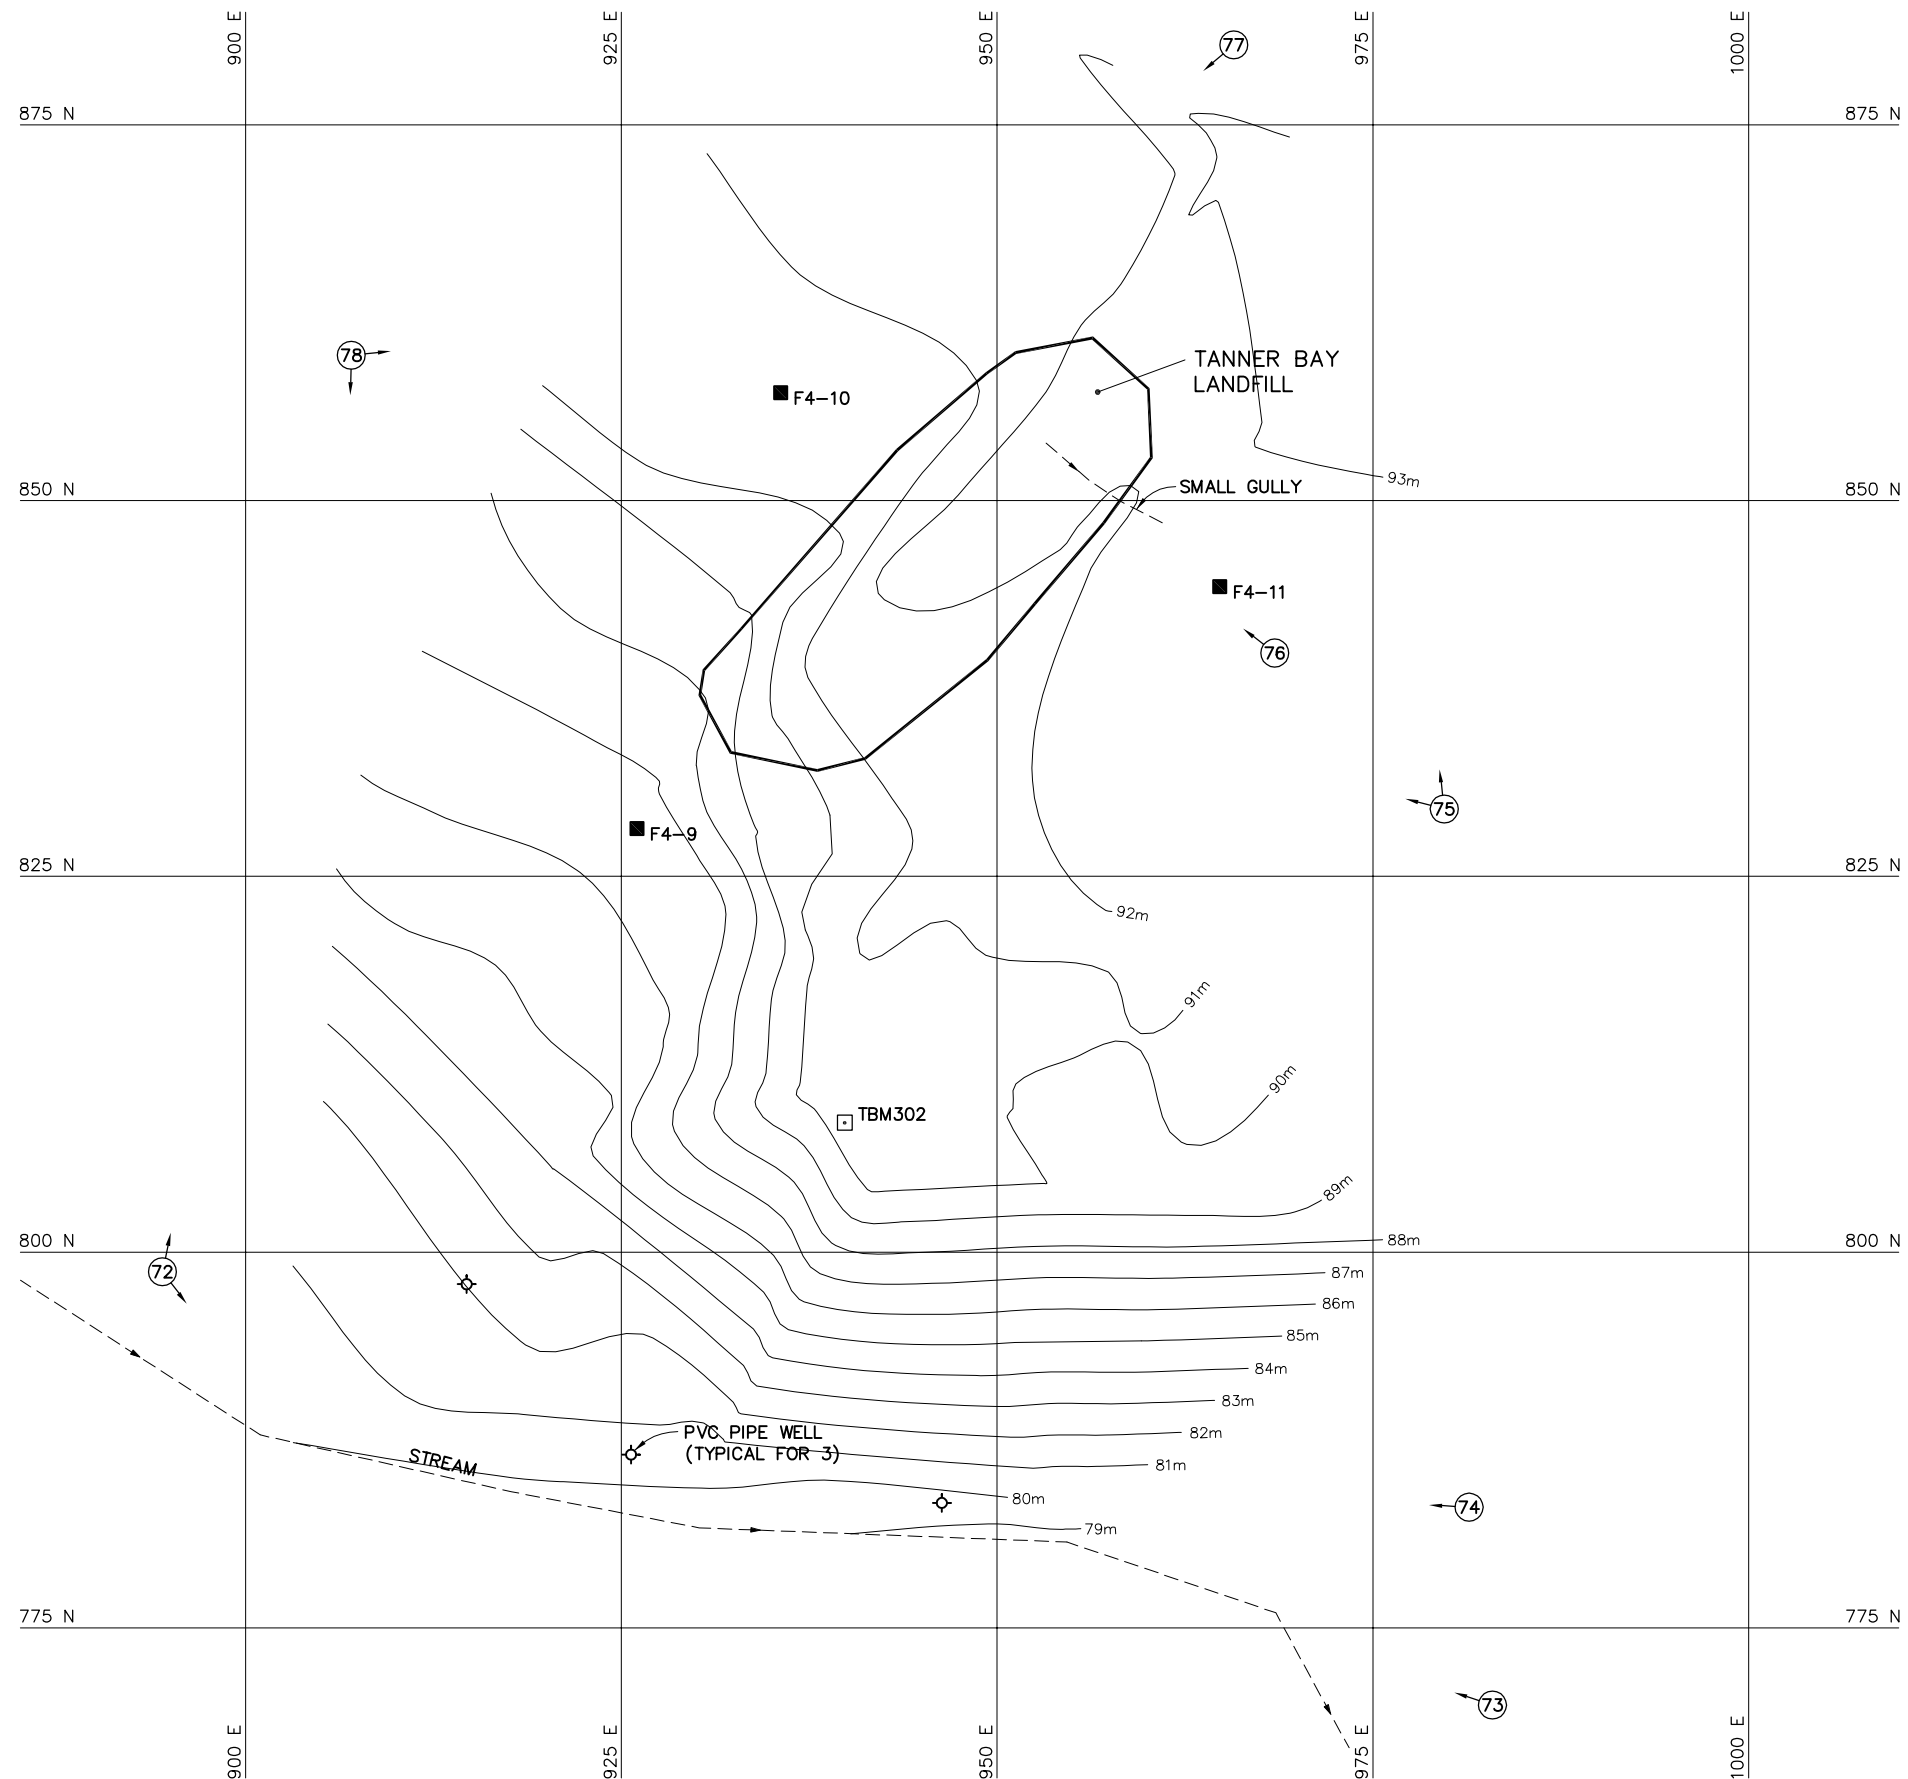 900 E
925 E
950 E
975 E
1000 E
77
875 N
875 N
78
TANNER BAY
LANDFILL
F4-10
93m
850 N
850 N
SMALL GULLY
F4-11
76
75
F4-9
825 N
825 N
92m
91m
90m
TBM302
89m
800 N
88m
800 N
72
87m
86m
85m
84m
83m
82m
PVC PIPE WELL
(TYPICAL FOR 3)
STREAM
81m
80m
74
79m
775 N
775 N
73
900 E
925 E
950 E
975 E
1000 E